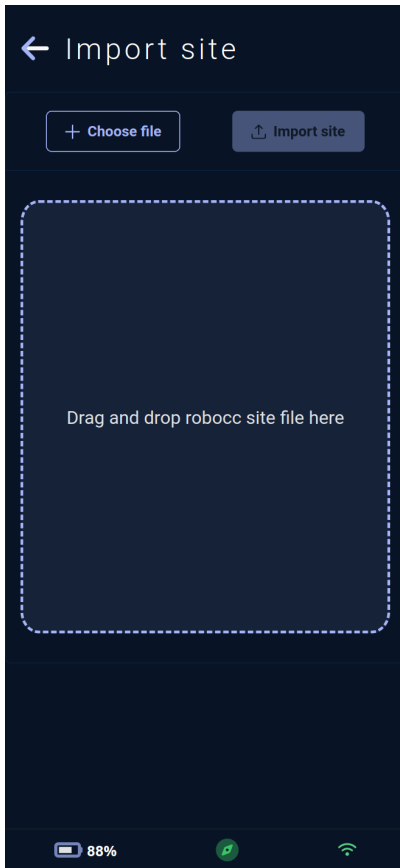 Import site
Choose file
Import site
Drag and drop robocc site file here
88%